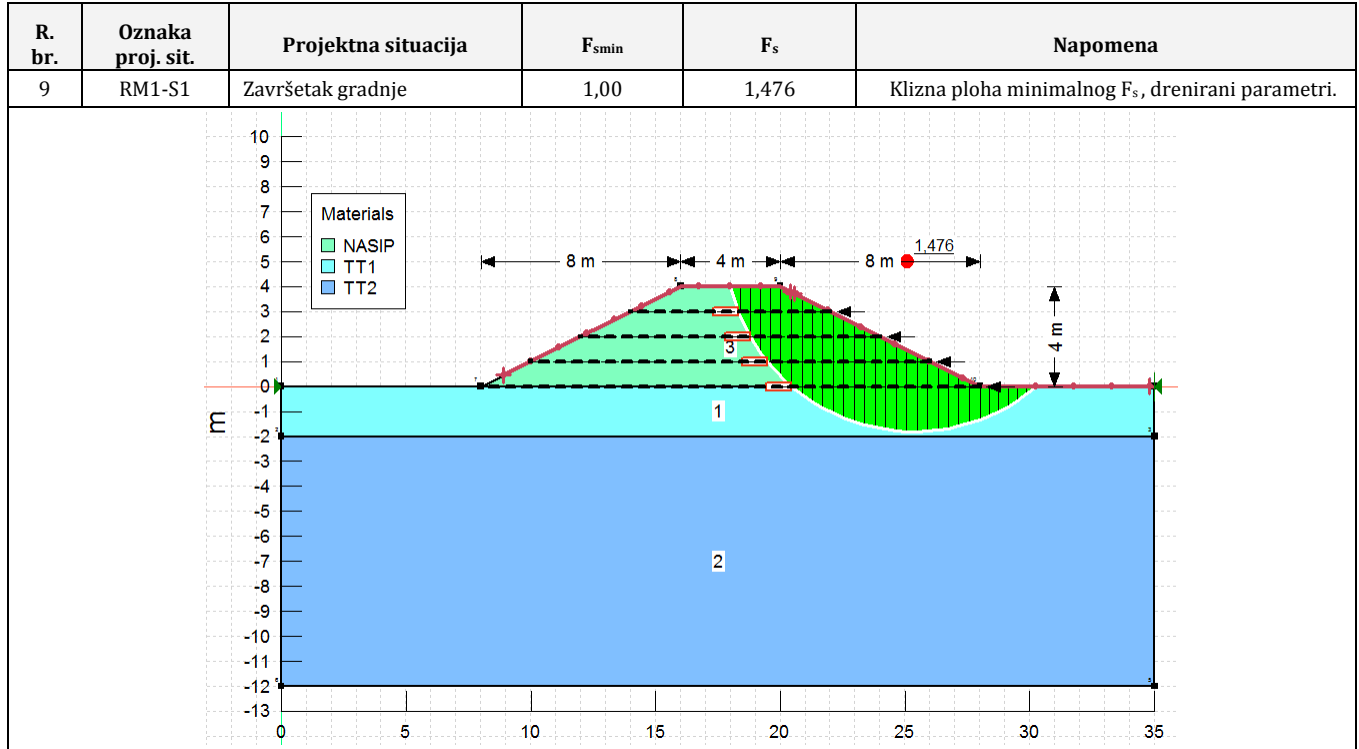 R. br. Oznaka proj. sit. Projektna situacija Fsmin Fs Napomena
9 RM1-S1 Završetak gradnje 1,00 1,476 Klizna ploha minimalnog Fs, drenirani parametri.
10
9
8
7
6
5
4
3
2
1
0
-1
-2
-3
-4
-5
-6
-7
-8
-9
-10
-11
-12
-13
m
Materials
NASIP
TT1
TT2
8 m
4 m
8 m
1,476
4 m
3
1
2
0 5 10 15 20 25 30 35